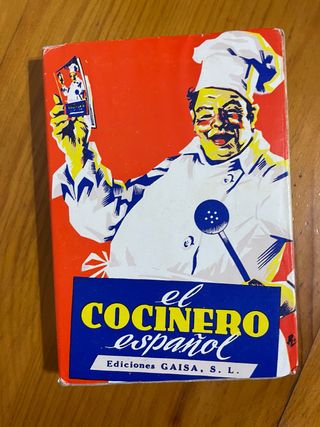 el
COCINERO
español
Ediciones GAISA, S. L.